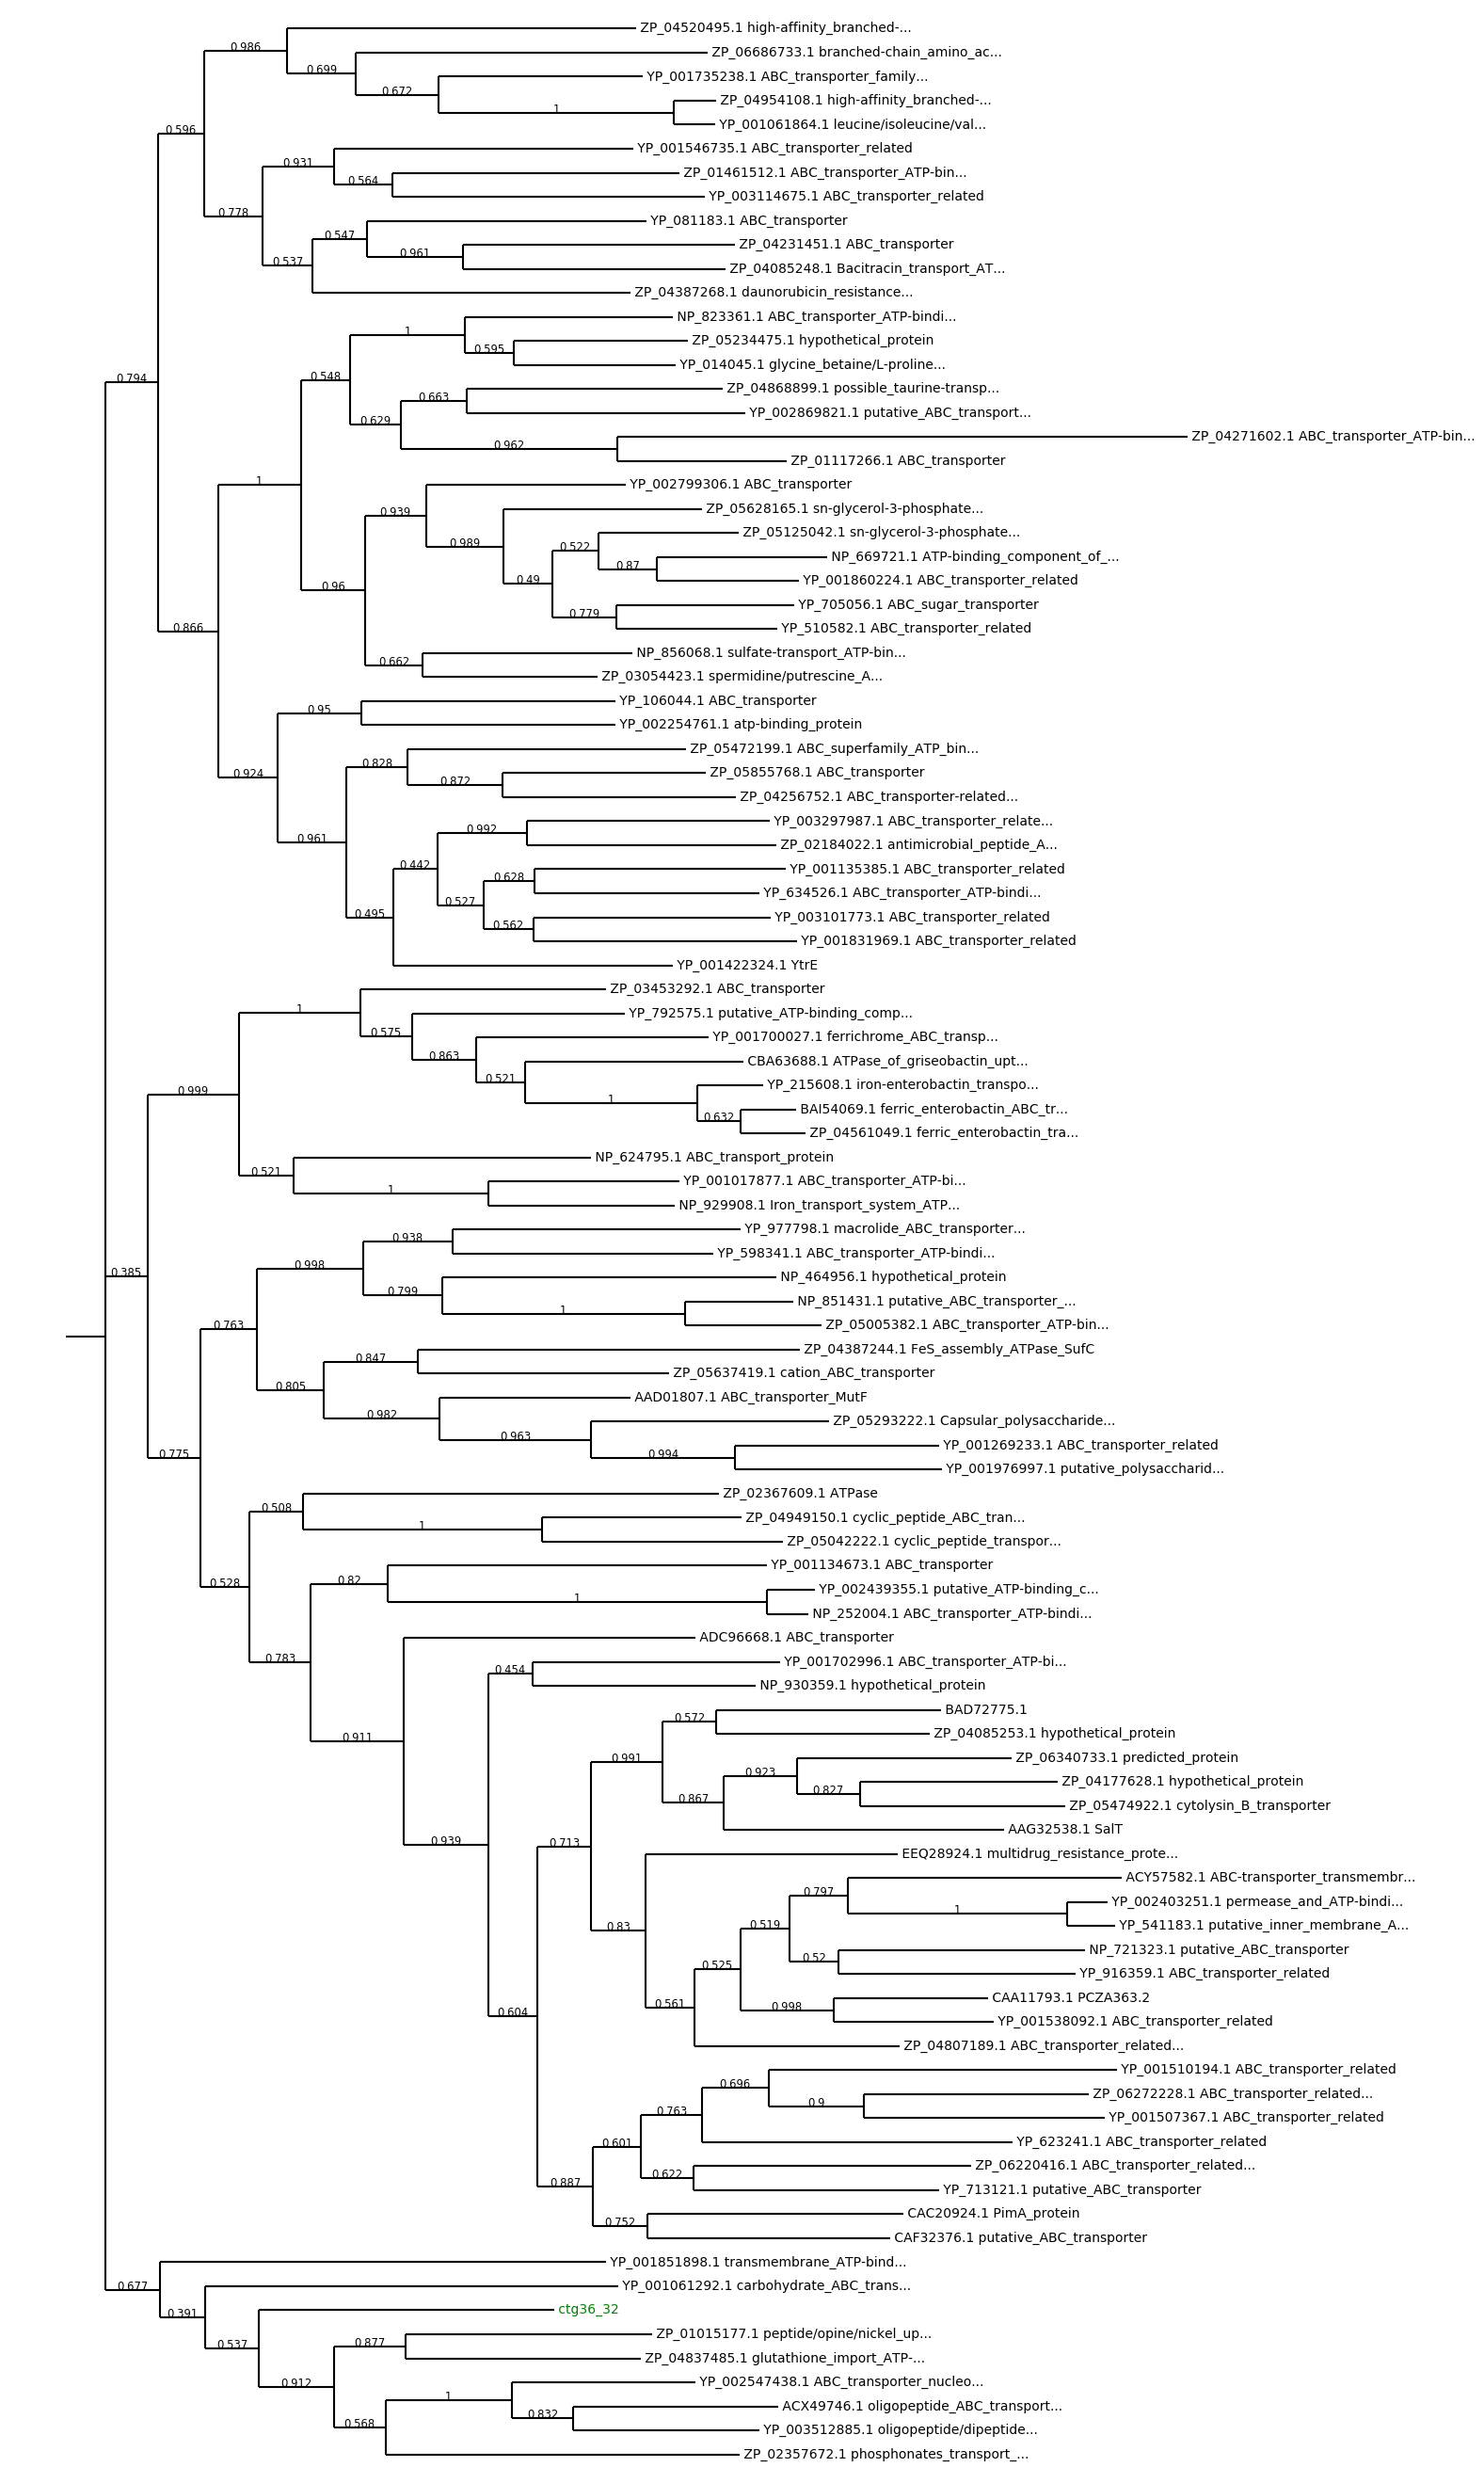 ZP_04520495.1 high-affinity_branched-...
0.986
ZP_06686733.1 branched-chain_amino_ac...
0.699
YP_001735238.1 ABC_transporter_family...
0.672
ZP_04954108.1 high-affinity_branched-...
1
YP_001061864.1 leucine/isoleucine/val...
0.596
YP_001546735.1 ABC_transporter_related
0.931
ZP_01461512.1 ABC_transporter_ATP-bin...
0.564
YP_003114675.1 ABC_transporter_related
0.778
YP_081183.1 ABC_transporter
0.547
ZP_04231451.1 ABC_transporter
0.961
0.537
ZP_04085248.1 Bacitracin_transport_AT...
ZP_04387268.1 daunorubicin_resistance...
NP_823361.1 ABC_transporter_ATP-bindi...
1
ZP_05234475.1 hypothetical_protein
0.595
YP_014045.1 glycine_betaine/L-proline...
0.548
0.794
ZP_04868899.1 possible_taurine-transp...
0.663
YP_002869821.1 putative_ABC_transport...
0.629
ZP_04271602.1 ABC_transporter_ATP-bin...
0.962
ZP_01117266.1 ABC_transporter
1
YP_002799306.1 ABC_transporter
0.939
ZP_05628165.1 sn-glycerol-3-phosphate...
ZP_05125042.1 sn-glycerol-3-phosphate...
0.989
0.522
NP_669721.1 ATP-binding_component_of_...
0.87
YP_001860224.1 ABC_transporter_related
0.49
0.96
YP_705056.1 ABC_sugar_transporter
0.779
YP_510582.1 ABC_transporter_related
0.866
NP_856068.1 sulfate-transport_ATP-bin...
0.662
ZP_03054423.1 spermidine/putrescine_A...
YP_106044.1 ABC_transporter
0.95
YP_002254761.1 atp-binding_protein
ZP_05472199.1 ABC_superfamily_ATP_bin...
0.828
ZP_05855768.1 ABC_transporter
0.924
0.872
ZP_04256752.1 ABC_transporter-related...
YP_003297987.1 ABC_transporter_relate...
0.992
0.961
ZP_02184022.1 antimicrobial_peptide_A...
0.442
YP_001135385.1 ABC_transporter_related
0.628
YP_634526.1 ABC_transporter_ATP-bindi...
0.527
0.495
YP_003101773.1 ABC_transporter_related
0.562
YP_001831969.1 ABC_transporter_related
YP_001422324.1 YtrE
ZP_03453292.1 ABC_transporter
1
YP_792575.1 putative_ATP-binding_comp...
0.575
YP_001700027.1 ferrichrome_ABC_transp...
0.863
CBA63688.1 ATPase_of_griseobactin_upt...
0.521
YP_215608.1 iron-enterobactin_transpo...
0.999
1
BAI54069.1 ferric_enterobactin_ABC_tr...
0.632
ZP_04561049.1 ferric_enterobactin_tra...
NP_624795.1 ABC_transport_protein
0.521
YP_001017877.1 ABC_transporter_ATP-bi...
1
NP_929908.1 Iron_transport_system_ATP...
YP_977798.1 macrolide_ABC_transporter...
0.938
YP_598341.1 ABC_transporter_ATP-bindi...
0.998
0.385
NP_464956.1 hypothetical_protein
0.799
NP_851431.1 putative_ABC_transporter_...
1
ZP_05005382.1 ABC_transporter_ATP-bin...
0.763
ZP_04387244.1 FeS_assembly_ATPase_SufC
0.847
ZP_05637419.1 cation_ABC_transporter
0.805
AAD01807.1 ABC_transporter_MutF
0.982
ZP_05293222.1 Capsular_polysaccharide...
0.963
YP_001269233.1 ABC_transporter_related
0.775
0.994
YP_001976997.1 putative_polysaccharid...
ZP_02367609.1 ATPase
0.508
ZP_04949150.1 cyclic_peptide_ABC_tran...
1
ZP_05042222.1 cyclic_peptide_transpor...
YP_001134673.1 ABC_transporter
0.528
0.82
YP_002439355.1 putative_ATP-binding_c...
1
NP_252004.1 ABC_transporter_ATP-bindi...
ADC96668.1 ABC_transporter
0.783
YP_001702996.1 ABC_transporter_ATP-bi...
0.454
NP_930359.1 hypothetical_protein
BAD72775.1
0.572
ZP_04085253.1 hypothetical_protein
0.911
ZP_06340733.1 predicted_protein
0.991
0.923
ZP_04177628.1 hypothetical_protein
0.827
0.867
ZP_05474922.1 cytolysin_B_transporter
AAG32538.1 SalT
0.939
0.713
EEQ28924.1 multidrug_resistance_prote...
ACY57582.1 ABC-transporter_transmembr...
0.797
YP_002403251.1 permease_and_ATP-bindi...
1
YP_541183.1 putative_inner_membrane_A...
0.83
0.519
NP_721323.1 putative_ABC_transporter
0.52
0.525
YP_916359.1 ABC_transporter_related
CAA11793.1 PCZA363.2
0.561
0.998
0.604
YP_001538092.1 ABC_transporter_related
ZP_04807189.1 ABC_transporter_related...
YP_001510194.1 ABC_transporter_related
0.696
ZP_06272228.1 ABC_transporter_related...
0.9
0.763
YP_001507367.1 ABC_transporter_related
YP_623241.1 ABC_transporter_related
0.601
ZP_06220416.1 ABC_transporter_related...
0.622
0.887
YP_713121.1 putative_ABC_transporter
CAC20924.1 PimA_protein
0.752
CAF32376.1 putative_ABC_transporter
YP_001851898.1 transmembrane_ATP-bind...
0.677
YP_001061292.1 carbohydrate_ABC_trans...
0.391
ctg36_32
ZP_01015177.1 peptide/opine/nickel_up...
0.537
0.877
ZP_04837485.1 glutathione_import_ATP-...
0.912
YP_002547438.1 ABC_transporter_nucleo...
1
ACX49746.1 oligopeptide_ABC_transport...
0.832
0.568
YP_003512885.1 oligopeptide/dipeptide...
ZP_02357672.1 phosphonates_transport_...